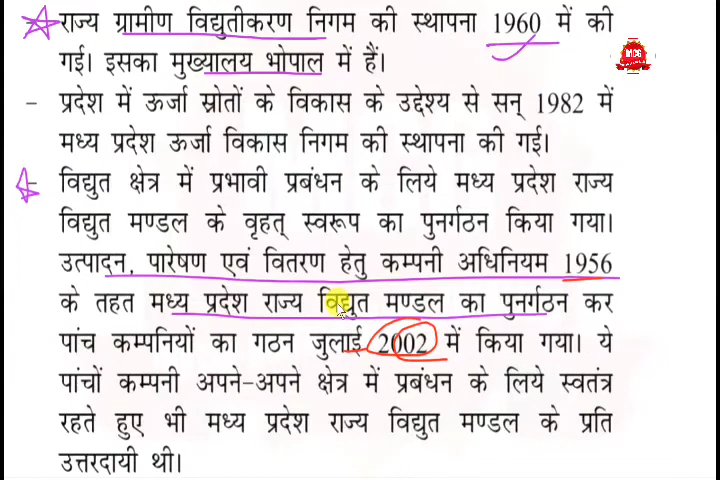 राज्य ग्रामीण विद्युतीकरण निगम की स्थापना 1960 में की
गई। इसका मुख्यालय भोपाल में हैं।
MCG
- प्रदेश में ऊर्जा स्रोतों के विकास के उद्देश्य से सन् 1982 में
मध्य प्रदेश ऊर्जा विकास निगम की स्थापना की गई।
- विद्युत क्षेत्र में प्रभावी प्रबंधन के लिये मध्य प्रदेश राज्य
विद्युत मण्डल के वृहत् स्वरूप का पुनर्गठन किया गया।
उत्पादन, पारेषण एवं वितरण हेतु कम्पनी अधिनियम 1956
के तहत मध्य प्रदेश राज्य विद्युत मण्डल का पुनर्गठन कर
पांच कम्पनियों का गठन जुलाई 2002 में किया गया। ये
पांचों कम्पनी अपने-अपने क्षेत्र में प्रबंधन के लिये स्वतंत्र
रहते हुए भी मध्य प्रदेश राज्य विद्युत मण्डल के प्रति
उत्तरदायी थी।